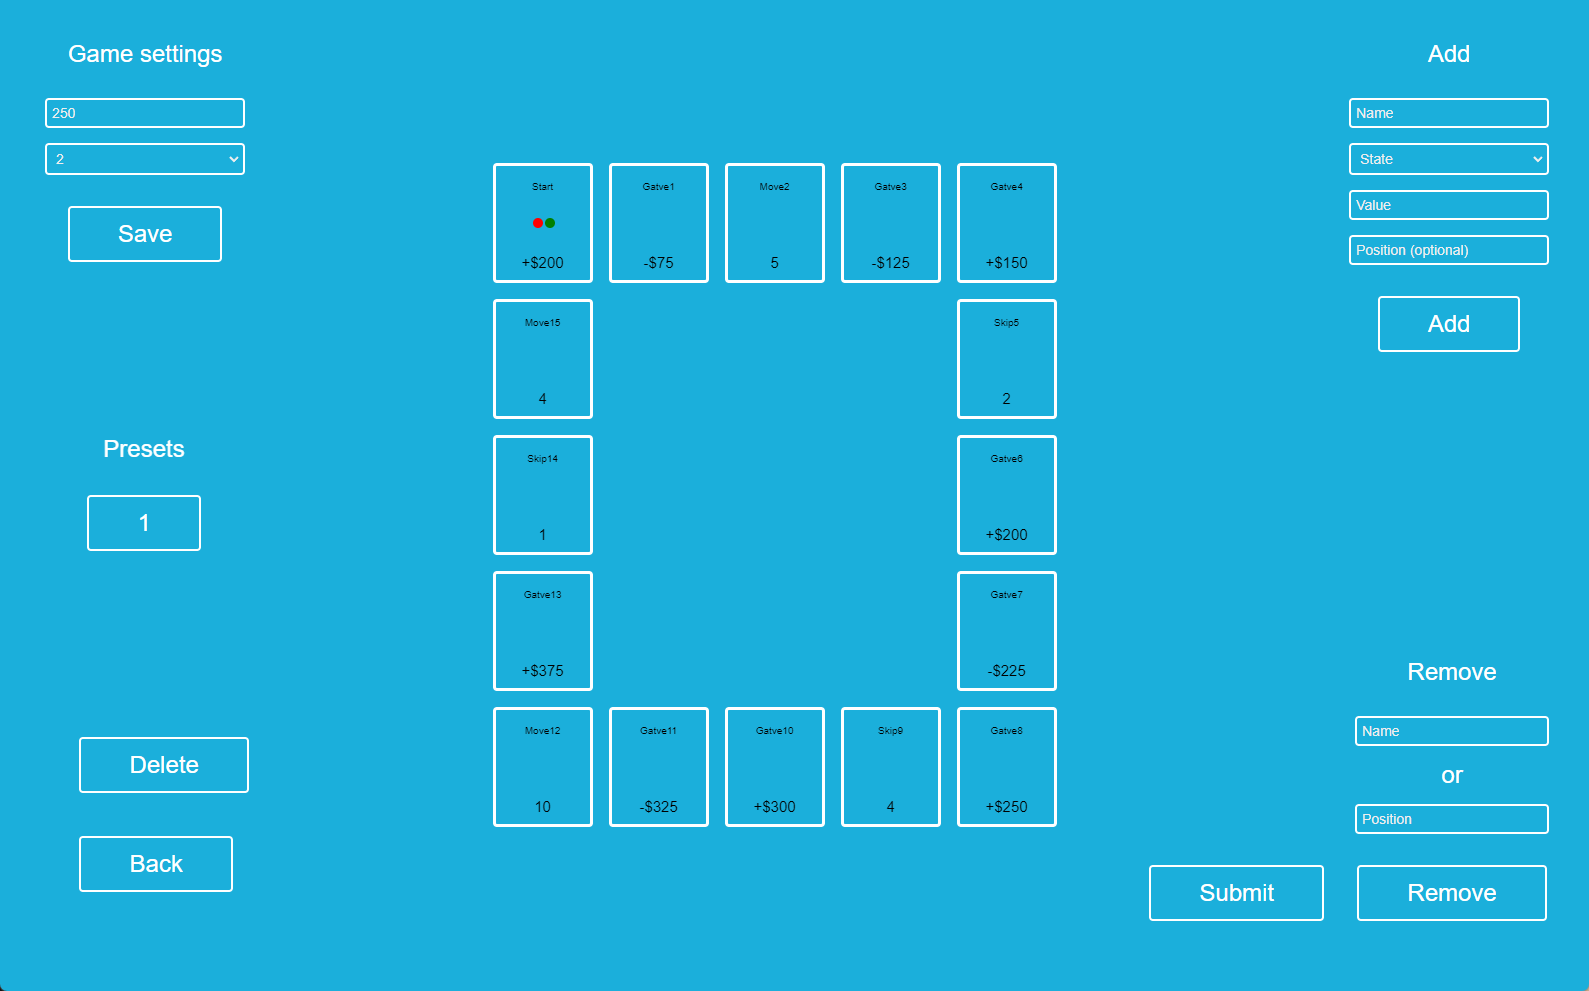 Game settings
250
2
Save
Presets
1
Delete
Back
Start
+$200
Gatve1
-$75
Move2
5
Gatve3
-$125
Gatve4
+$150
Move15
4
Skip5
2
Skip14
1
Gatve6
+$200
Gatve13
+$375
Gatve7
-$225
Move12
10
Gatve11
-$325
Gatve10
+$300
Skip9
4
Gatve8
+$250
Add
Name
State
Value
Position (optional)
Add
Remove
Name
or
Position
Submit
Remove